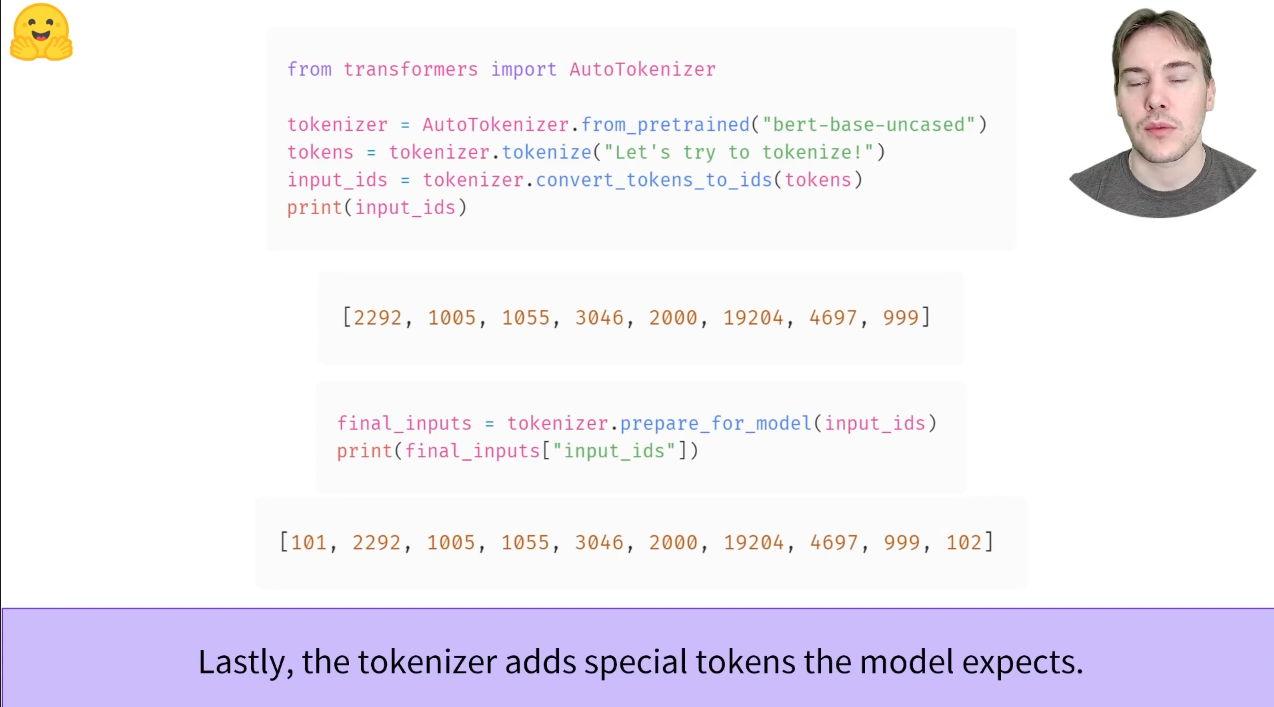 from transformers import AutoTokenizer
tokenizer = AutoTokenizer.from_pretrained("bert-base-uncased")
tokens = tokenizer.tokenize("Let's try to tokenize!")
input_ids = tokenizer.convert_tokens_to_ids(tokens)
print(input_ids)
[2292, 1005, 1055, 3046, 2000, 19204, 4697, 999]
final_inputs = tokenizer.prepare_for_model(input_ids)
print(final_inputs["input_ids"])
[101, 2292, 1005, 1055, 3046, 2000, 19204, 4697, 999, 102]
Lastly, the tokenizer adds special tokens the model expects.